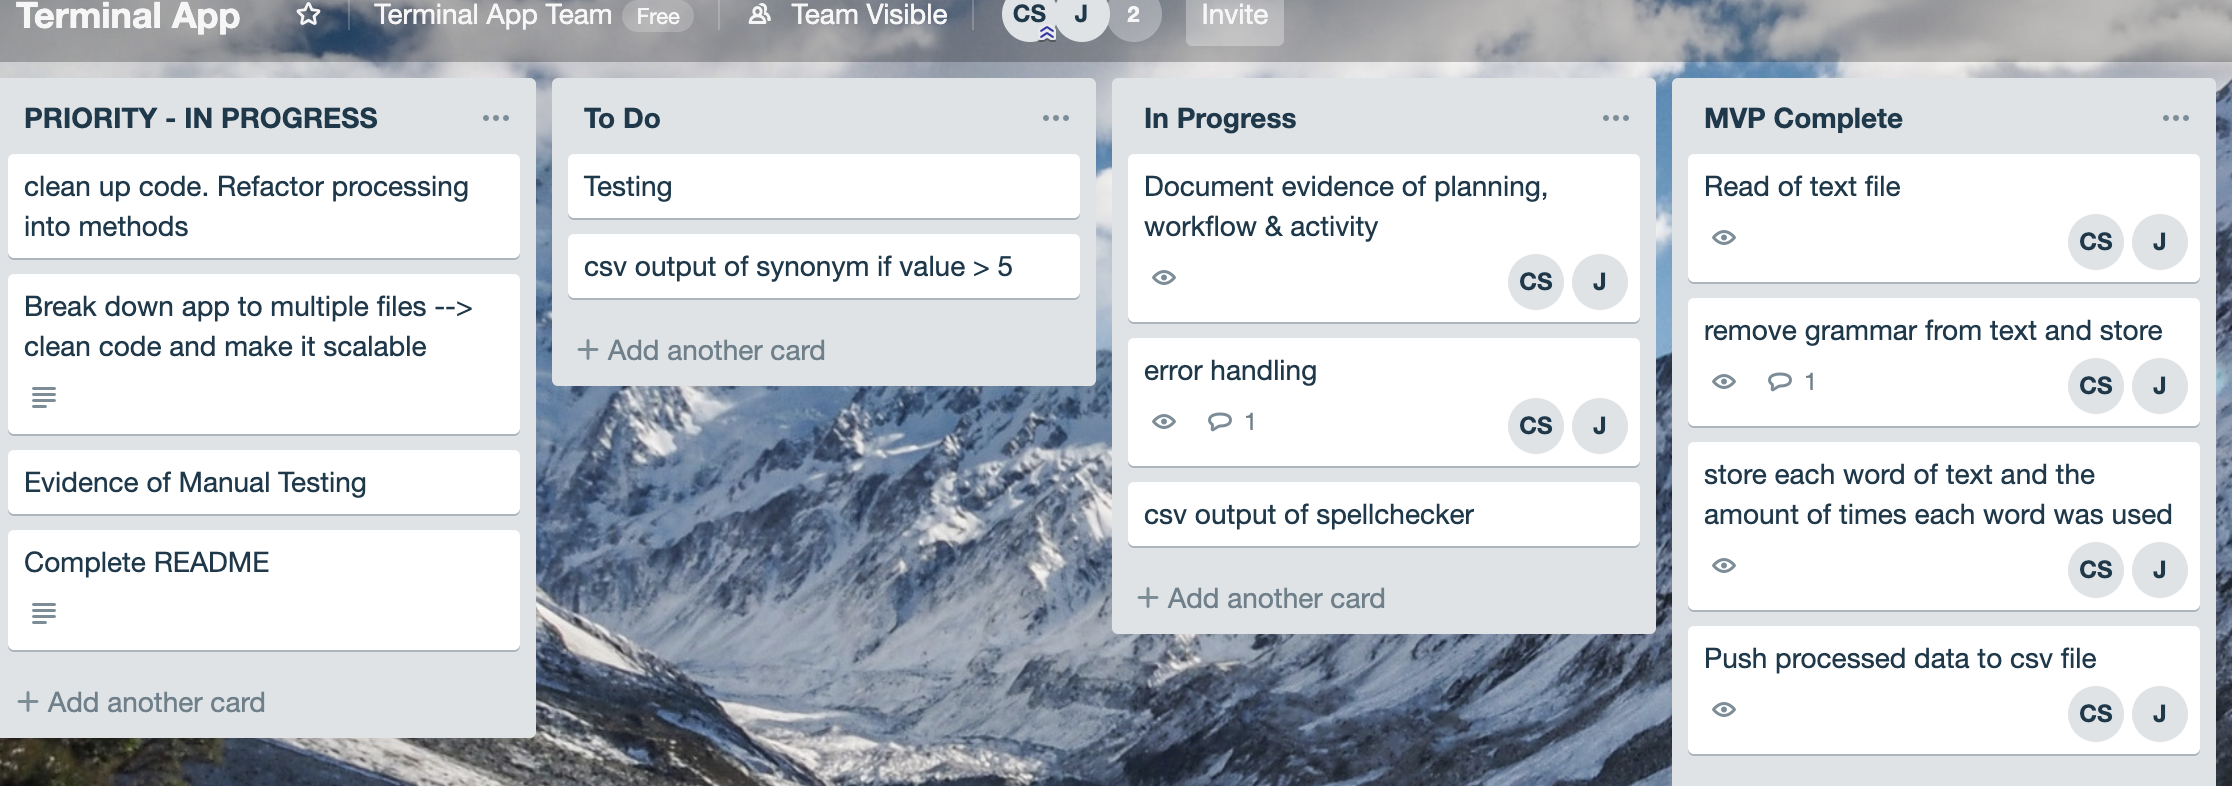 Terminal App
Terminal App Team Free
Team Visible
CS J 2
Invite
PRIORITY - IN PROGRESS
clean up code. Refactor processing
into methods
Break down app to multiple files -->
clean code and make it scalable
Evidence of Manual Testing
Complete README
+ Add another card
To Do
Testing
csv output of synonym if value > 5
+ Add another card
In Progress
Document evidence of planning,
workflow & activity
CS J
error handling
1 CS J
csv output of spellchecker
+ Add another card
MVP Complete
Read of text file
CS J
remove grammar from text and store
1 CS J
store each word of text and the
amount of times each word was used
CS J
Push processed data to csv file
CS J